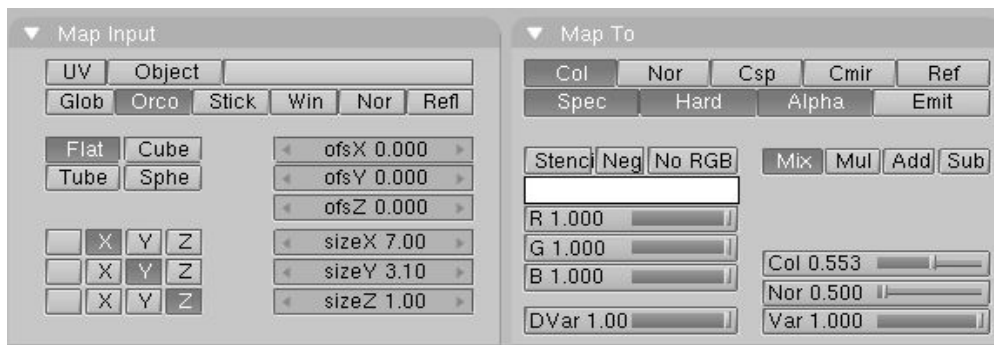 Map Input
UV Object
Glob Orco Stick Win Nor Refl
Flat Cube
Tube Sphe
ofsX 0.000
ofsY 0.000
ofsZ 0.000
X Y Z
X Y Z
X Y Z
sizeX 7.00
sizeY 3.10
sizeZ 1.00
Map To
Col Nor Csp Cmir Ref
Spec Hard Alpha Emit
Stenci Neg No RGB
Mix Mul Add Sub
R 1.000
G 1.000
B 1.000
DVar 1.00
Col 0.553
Nor 0.500
Var 1.000